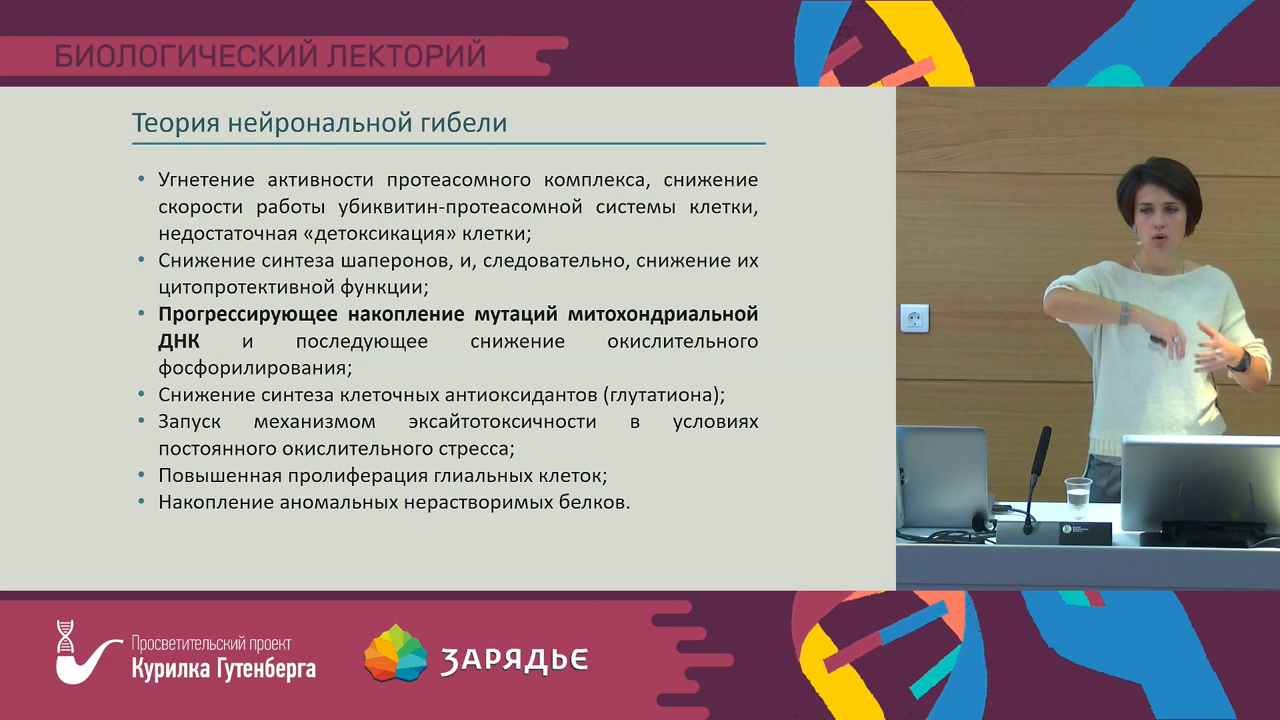 БИОЛОГИЧЕСКИЙ ЛЕКТОРИЙ
Теория нейрональной гибели
• Угнетение активности протеасомного комплекса, снижение
скорости работы убиквитин-протеасомной системы клетки,
недостаточная «детоксикация» клетки;
• Снижение синтеза шаперонов, и, следовательно, снижение их
цитопротективной функции;
• Прогрессирующее накопление мутаций митохондриальной
ДНК и последующее снижение окислительного
фосфорилирования;
• Снижение синтеза клеточных антиоксидантов (глутатиона);
• Запуск механизмом эксайтотоксичности в условиях
постоянного окислительного стресса;
• Повышенная пролиферация глиальных клеток;
• Накопление аномальных нерастворимых белков.
Просветительский проект
Курилка Гутенберга
ЗАРЯДЬЕ